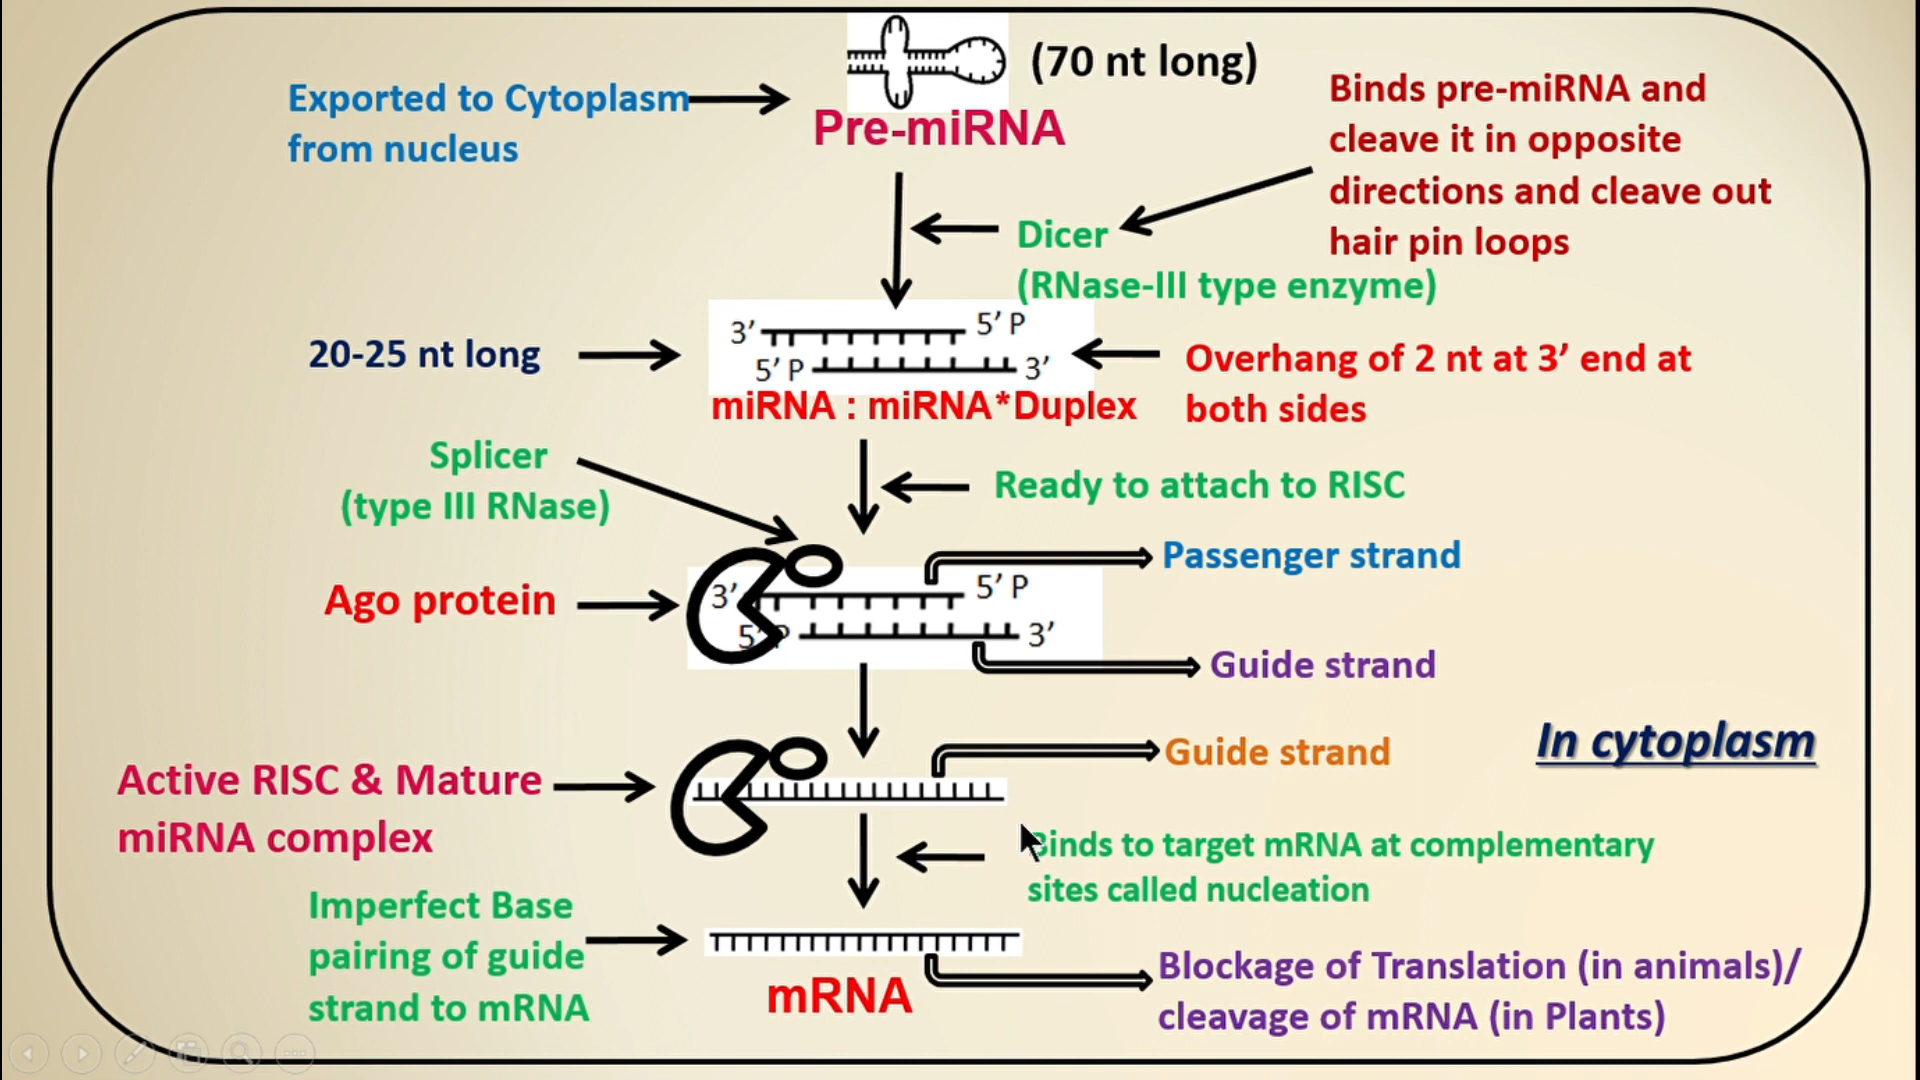 (70 nt long)
Exported to Cytoplasm
from nucleus
Pre-miRNA
Binds pre-miRNA and
cleave it in opposite
directions and cleave out
hair pin loops
Dicer
(RNase-III type enzyme)
3’ 5’ P
5’ P 3’
20-25 nt long
miRNA : miRNA*Duplex
Overhang of 2 nt at 3’ end at
both sides
Splicer
(type III RNase)
Ready to attach to RISC
Passenger strand
Ago protein
3’ 5’ P
5’ P 3’
Guide strand
Guide strand
In cytoplasm
Active RISC & Mature
miRNA complex
Binds to target mRNA at complementary
sites called nucleation
Imperfect Base
pairing of guide
strand to mRNA
mRNA
Blockage of Translation (in animals)/
cleavage of mRNA (in Plants)